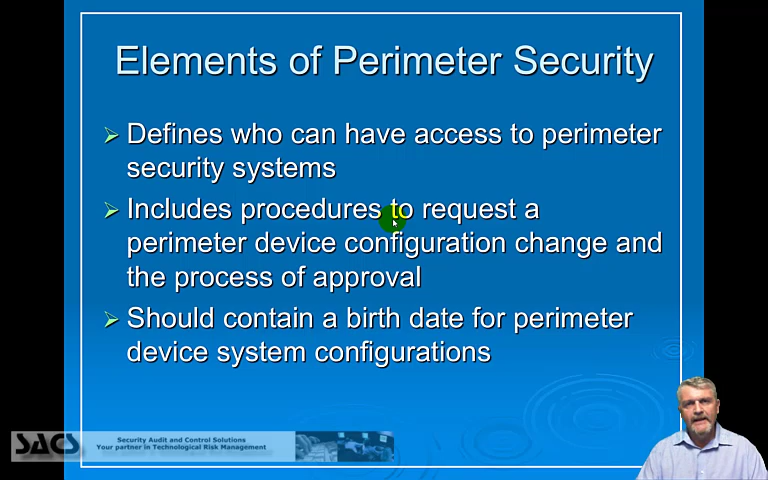 Elements of Perimeter Security
Defines who can have access to perimeter
security systems
Includes procedures to request a
perimeter device configuration change and
the process of approval
Should contain a birth date for perimeter
device system configurations
SACS
Security Audit and Control Solutions
Your partner in Technological Risk Management